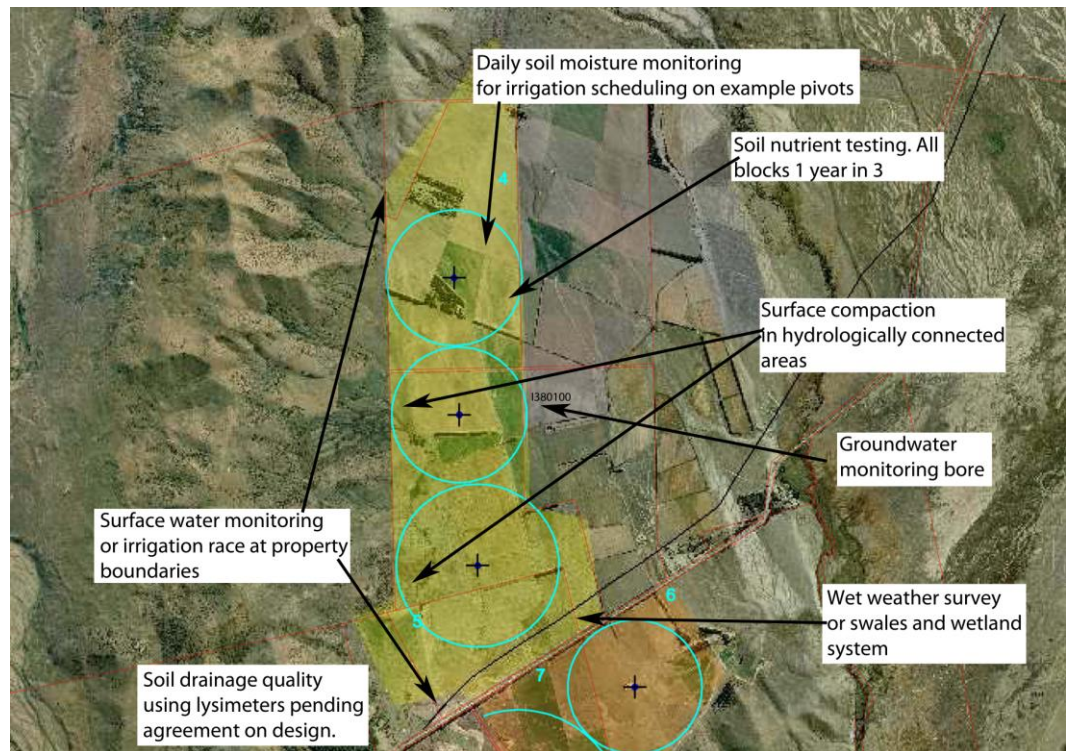 Daily soil moisture monitoring
for irrigation scheduling on example pivots
Soil nutrient testing. All
blocks 1 year in 3
4
Surface compaction
in hydrologically connected
areas
I380100
Groundwater
monitoring bore
Surface water monitoring
or irrigation race at property
boundaries
6
Wet weather survey
or swales and wetland
system
5
7
Soil drainage quality
using lysimeters pending
agreement on design.